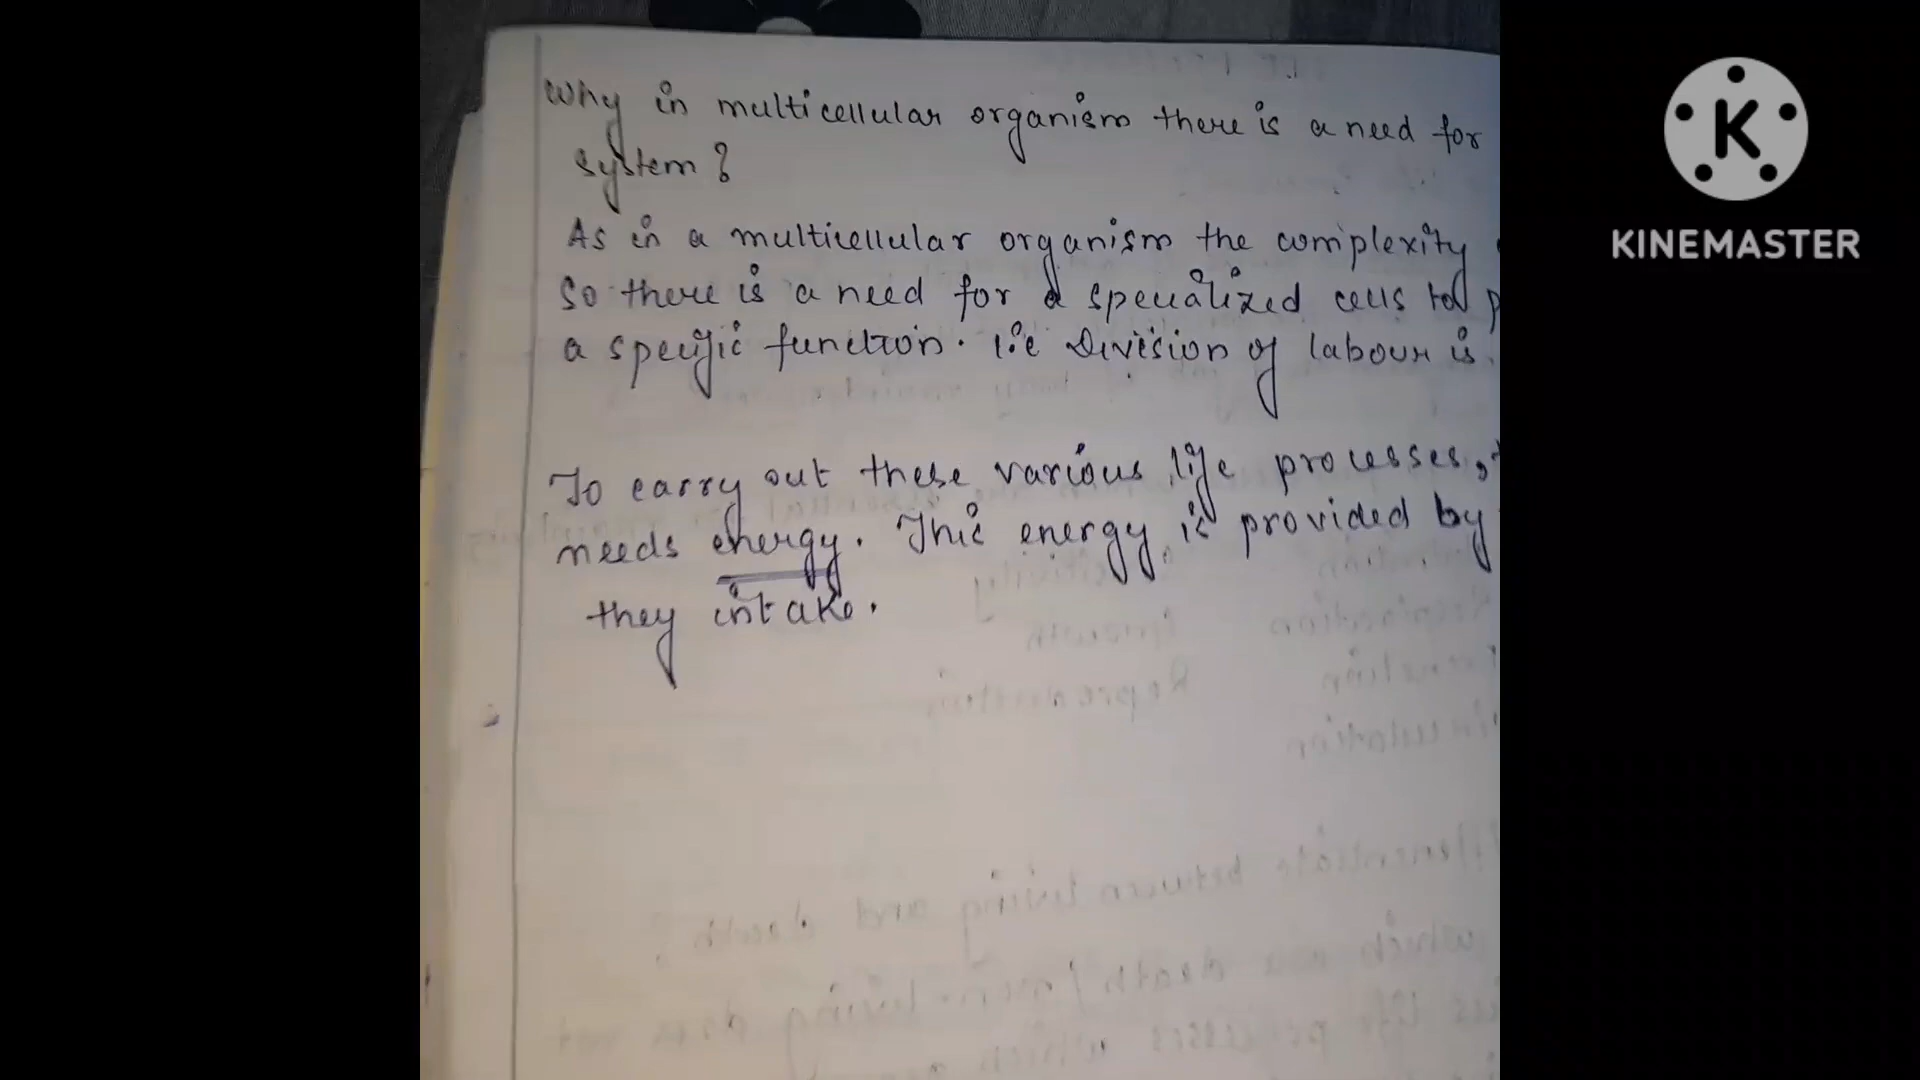 Why in multicellular organism there is a need for
system?
As in a multicellular organism the complexity
So there is a need for a specialized cells to
a specific function. i.e Division of labour is
To carry out these various life processes,
needs energy. This energy is provided by
they intake.
K
KINEMASTER